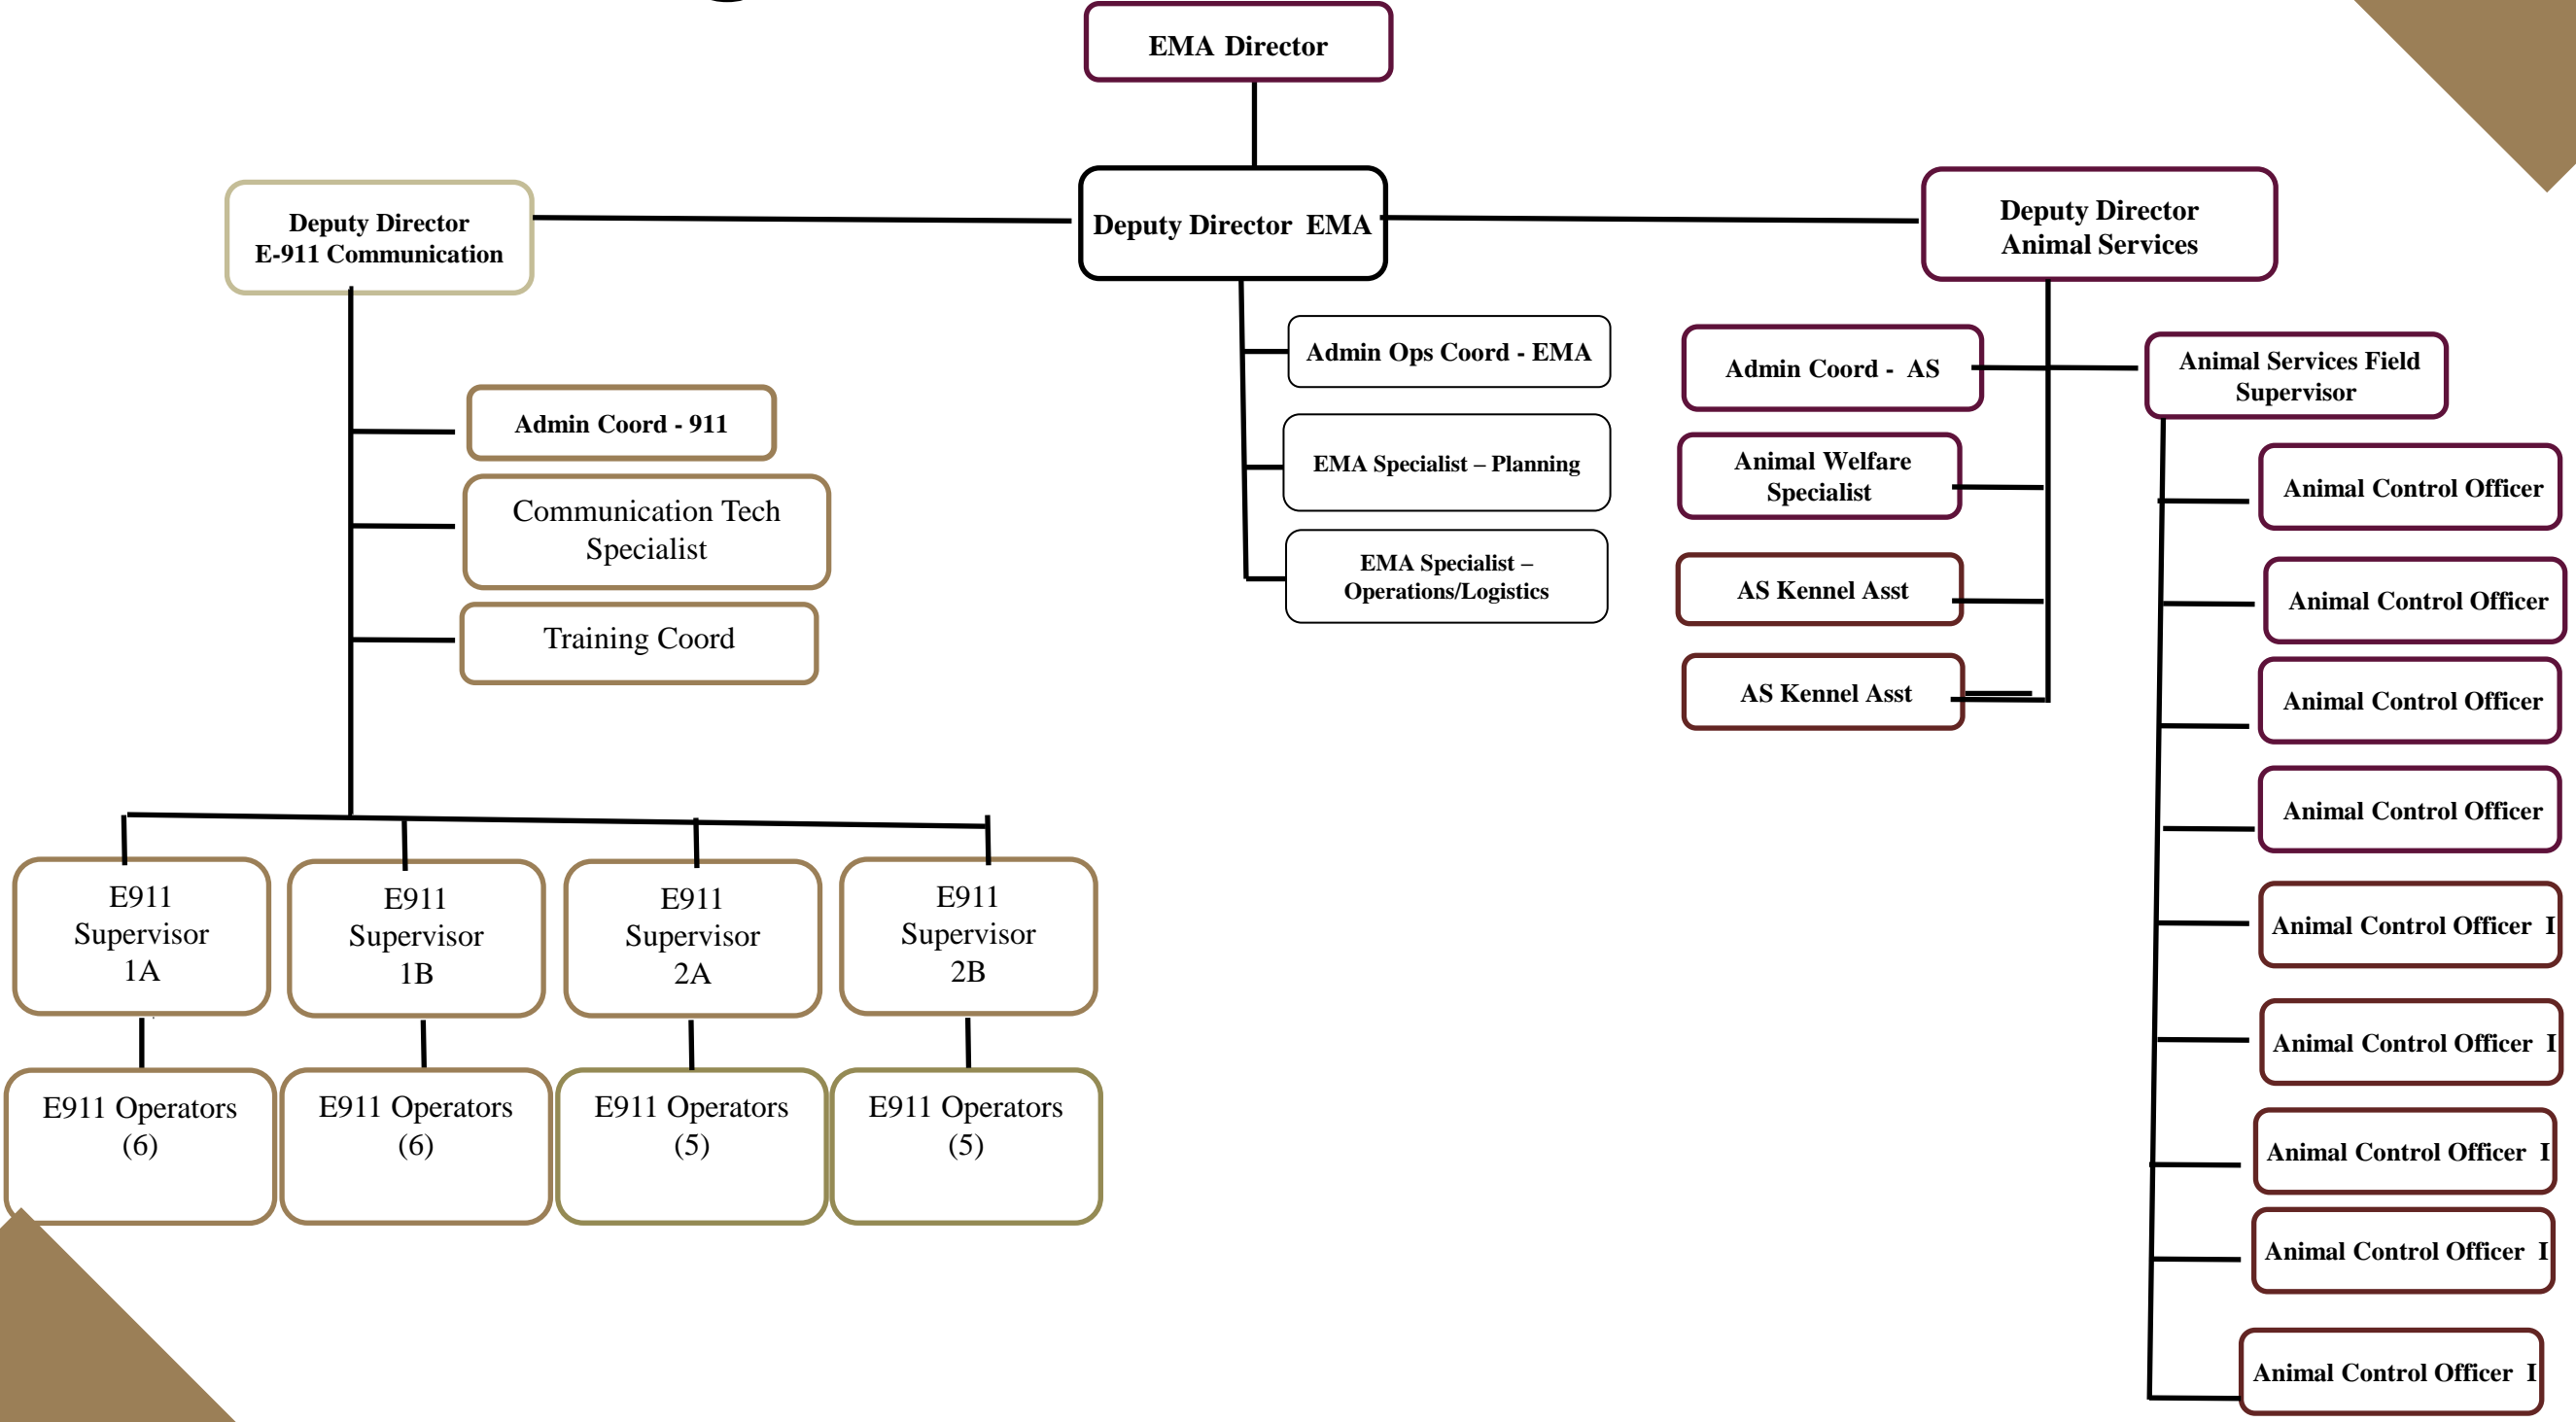 EMA Director
Deputy Director
E-911 Communication
Deputy Director EMA
Deputy Director
Animal Services
Admin Coord - 911
Communication Tech
Specialist
Training Coord
E911
Supervisor
1A
E911
Supervisor
1B
E911
Supervisor
2A
E911
Supervisor
2B
E911 Operators
(6)
E911 Operators
(6)
E911 Operators
(5)
E911 Operators
(5)
Admin Ops Coord - EMA
EMA Specialist – Planning
EMA Specialist –
Operations/Logistics
Admin Coord - AS
Animal Welfare
Specialist
AS Kennel Asst
AS Kennel Asst
Animal Services Field
Supervisor
Animal Control Officer
Animal Control Officer
Animal Control Officer
Animal Control Officer
Animal Control Officer I
Animal Control Officer I
Animal Control Officer I
Animal Control Officer I
Animal Control Officer I